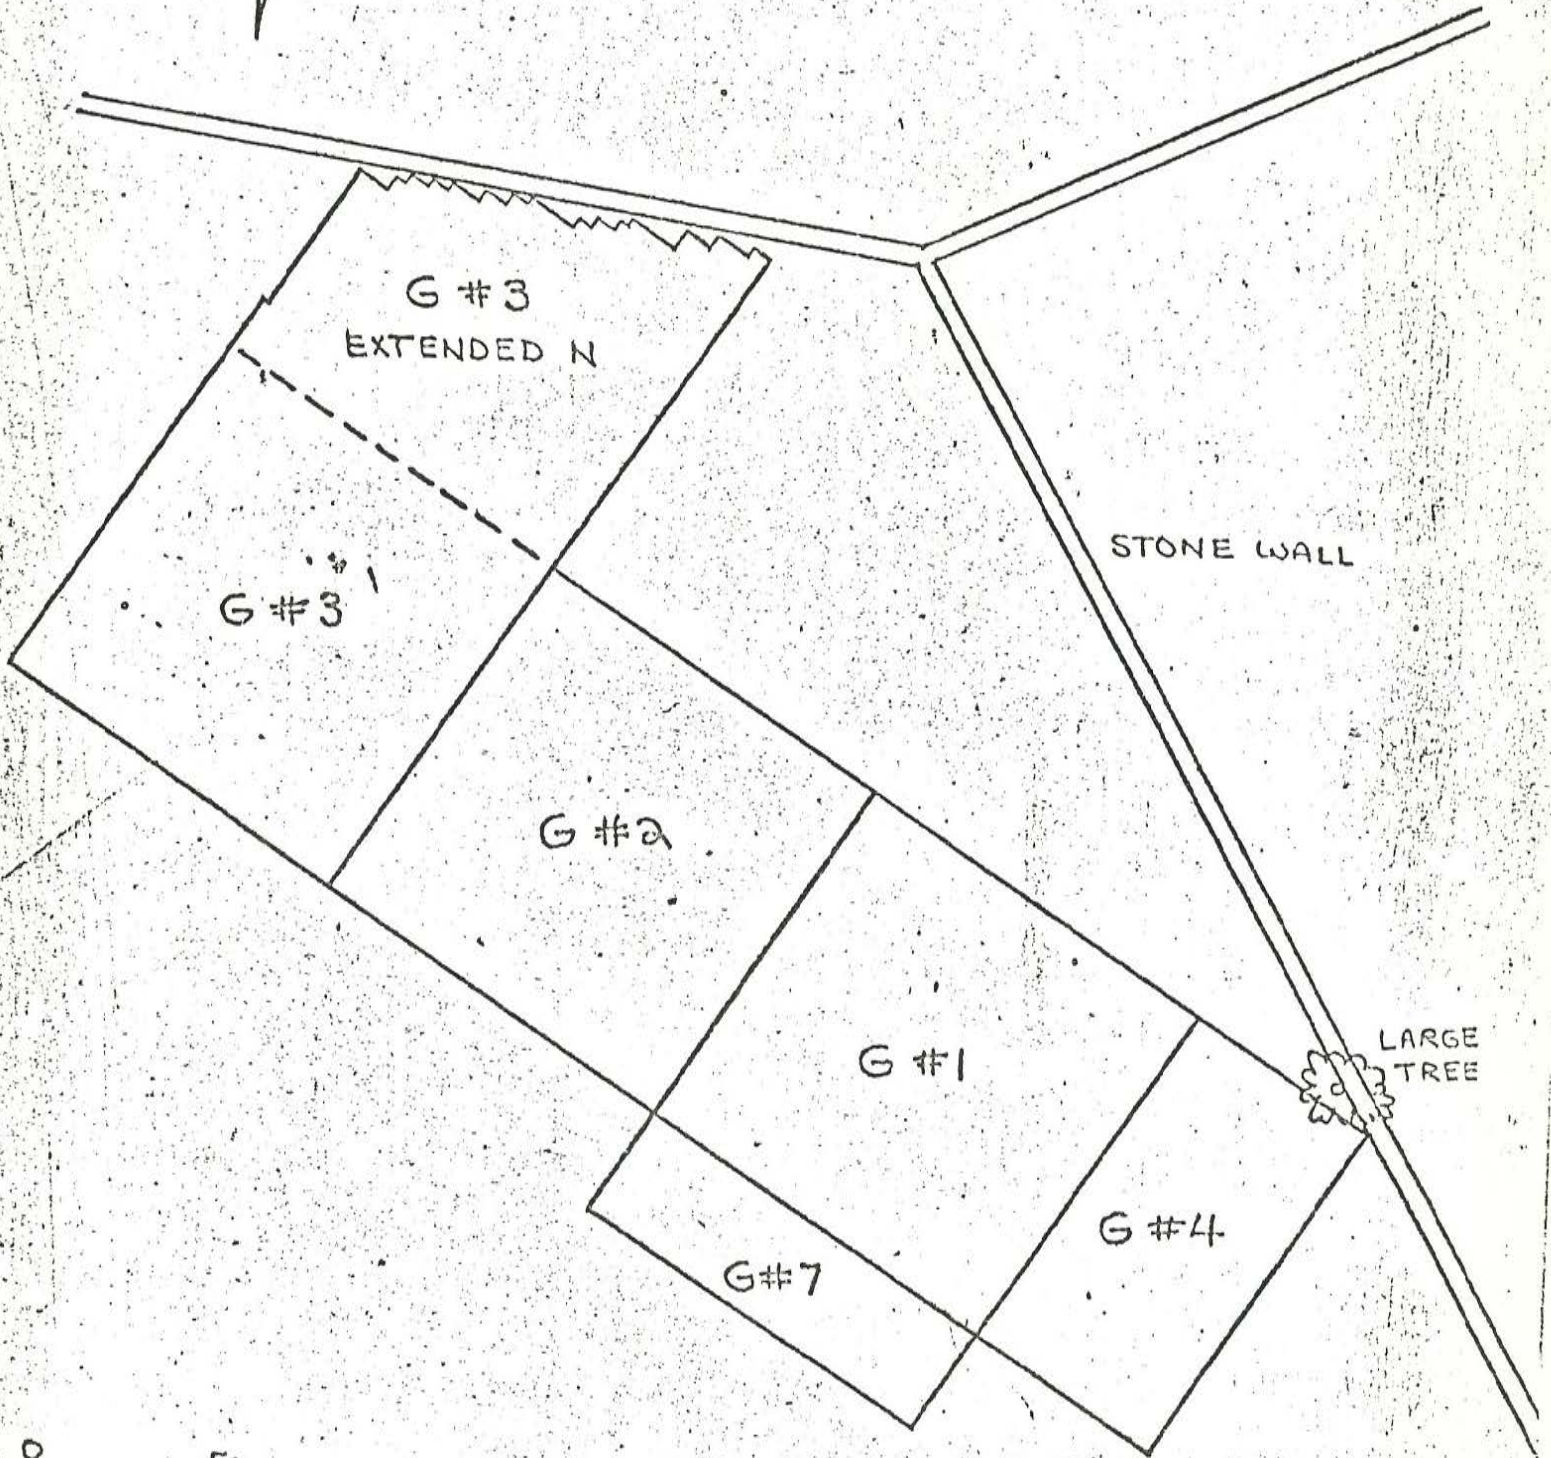 G #3
EXTENDED N
STONE WALL
G #3
G #2
LARGE
TREE
G #1
G #4
G#7